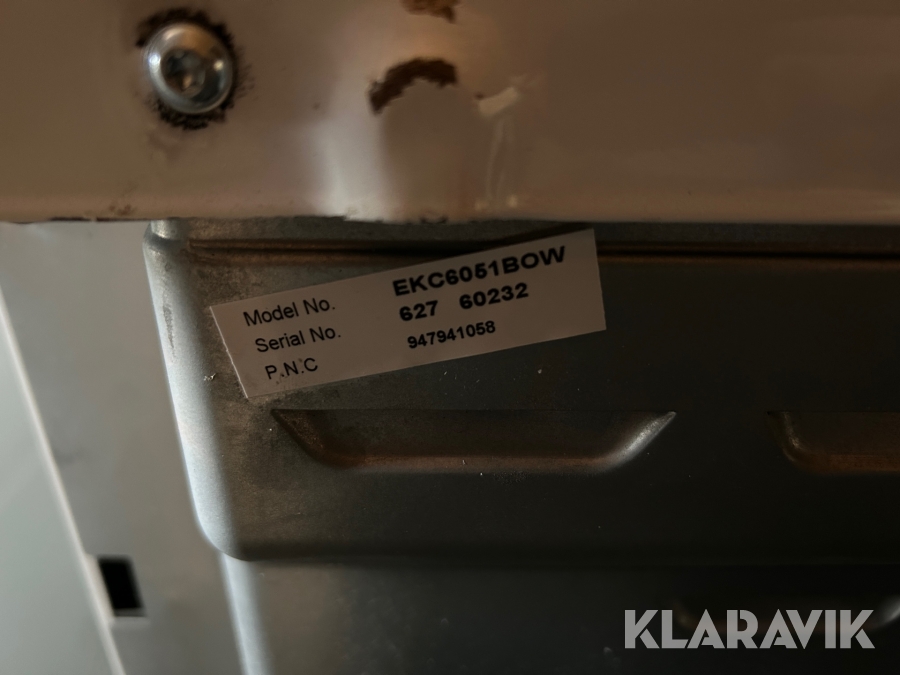 Model No. EKC6051BOW
Serial No. 627 60232
P.N.C 947941058
KLARAVIK